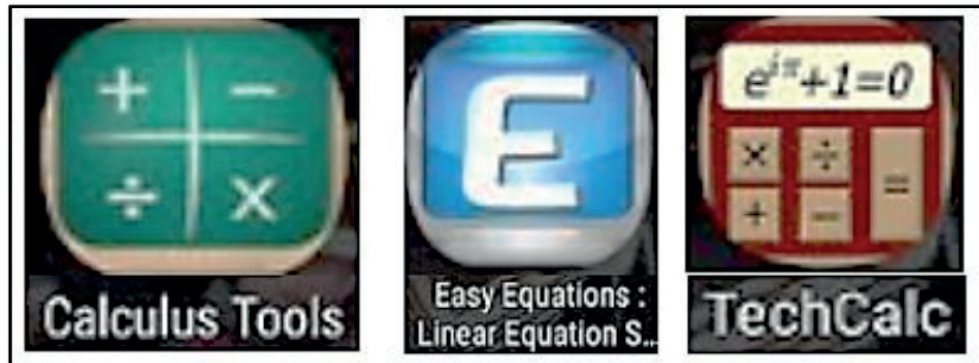 + −
÷ ×
Calculus Tools
E
Easy Equations :
Linear Equation S...
e^{iπ}+1=0
× ÷
+ − =
TechCalc